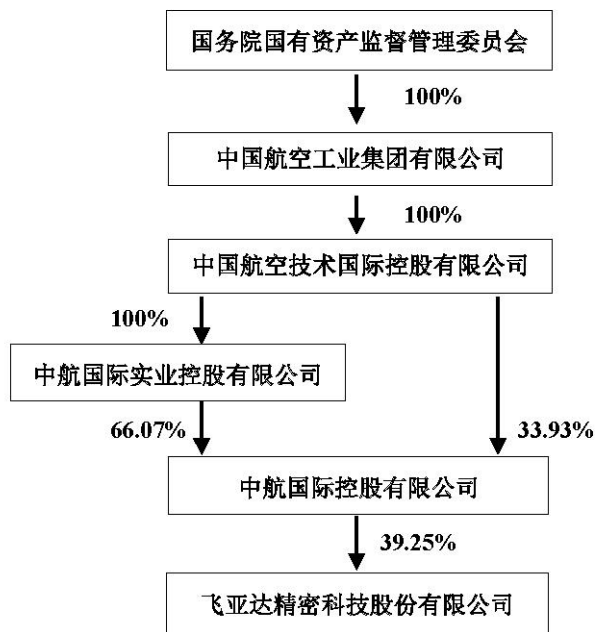 国务院国有资产监督管理委员会
100%
中国航空工业集团有限公司
100%
中国航空技术国际控股有限公司
100%
中航国际实业控股有限公司
66.07%
33.93%
中航国际控股有限公司
39.25%
飞亚达精密科技股份有限公司